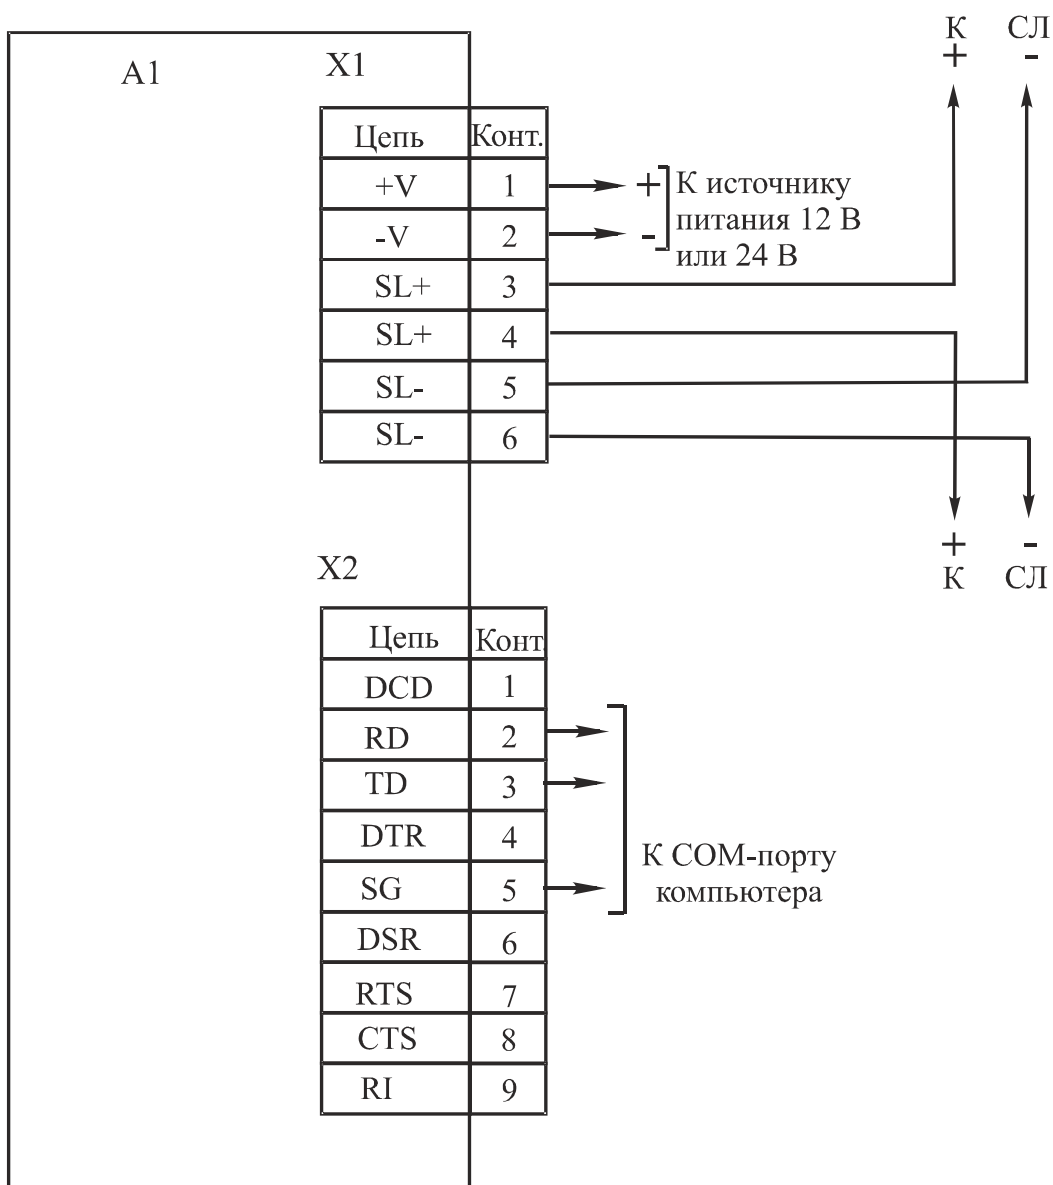 К СЛ
+ -
А1
X1
Цепь Конт.
+V 1
+
К источнику
питания 12 В
или 24 В
-V 2
-
SL+ 3
SL+ 4
SL- 5
SL- 6
+ -
К СЛ
X2
Цепь Конт.
DCD 1
RD 2
TD 3
DTR 4
К СОМ-порту
компьютера
SG 5
DSR 6
RTS 7
CTS 8
RI 9